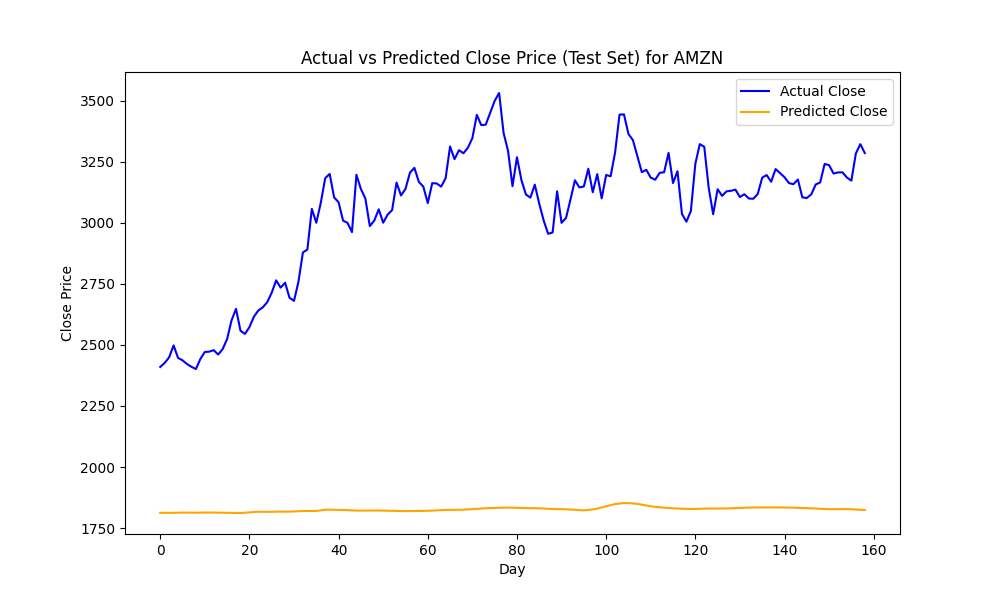 Actual vs Predicted Close Price (Test Set) for AMZN
Actual Close
Predicted Close
Close Price
3500
3250
3000
2750
2500
2250
2000
1750
0 20 40 60 80 100 120 140 160
Day